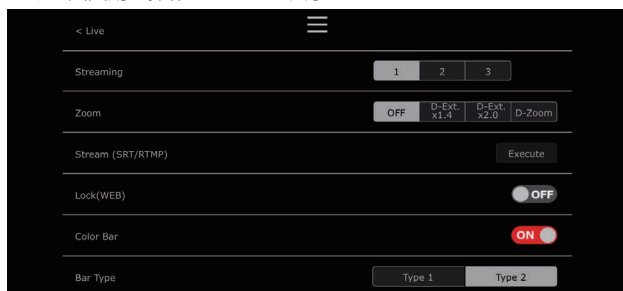 < Live
Streaming 1 2 3
Zoom OFF D-Ext. x1.4 D-Ext. x2.0 D-Zoom
Stream (SRT/RTMP) Execute
Lock(WEB) OFF
Color Bar ON
Bar Type Type 1 Type 2